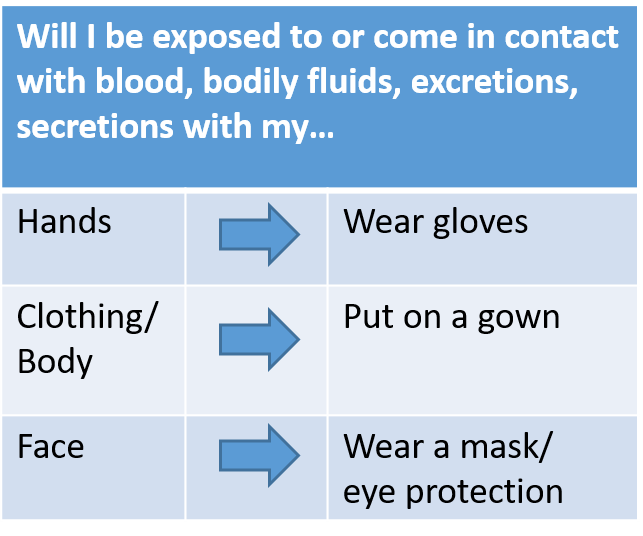 Will I be exposed to or come in contact
with blood, bodily fluids, excretions,
secretions with my…
Hands
Wear gloves
Clothing/
Body
Put on a gown
Face
Wear a mask/
eye protection